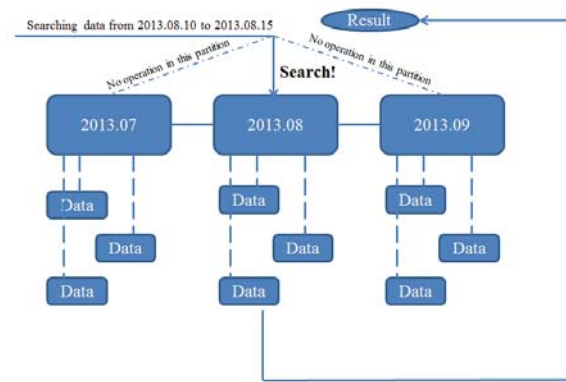 Searching data from 2013.08.10 to 2013.08.15
Result
No operation in this partition
No operation in this partition
Search!
2013.07
2013.08
2013.09
Data
Data
Data
Data
Data
Data
Data
Data
Data